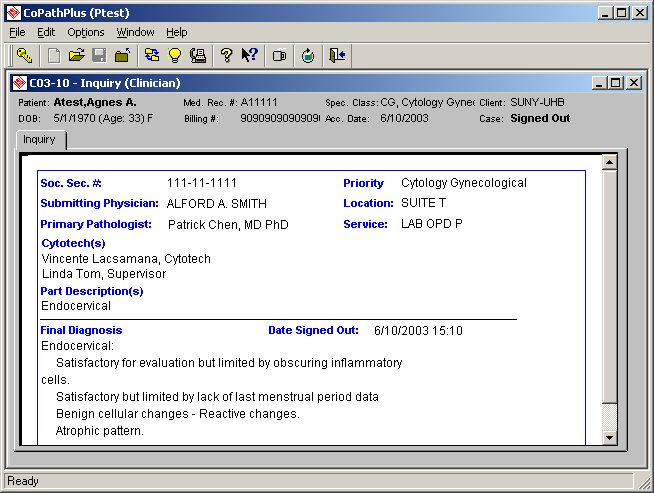 CoPathPlus (Ptest)
File Edit Options Window Help
C03-10 - Inquiry (Clinician)
Patient: Atest,Agnes A. Med. Rec. #: A11111 Spec. Class: CG, Cytology Gynec Client: SUNY-UHB
DOB: 5/1/1970 (Age: 33) F Billing #: 9090909090909 Acc. Date: 6/10/2003 Case: Signed Out
Inquiry
Soc. Sec. #: 111-11-1111 Priority Cytology Gynecological
Submitting Physician: ALFORD A. SMITH Location: SUITE T
Primary Pathologist: Patrick Chen, MD PhD Service: LAB OPD P
Cytotech(s)
Vincente Lacsamana, Cytotech
Linda Tom, Supervisor
Part Description(s)
Endocervical
Final Diagnosis Date Signed Out: 6/10/2003 15:10
Endocervical:
Satisfactory for evaluation but limited by obscuring inflammatory
cells.
Satisfactory but limited by lack of last menstrual period data
Benign cellular changes - Reactive changes.
Atrophic pattern.
Ready